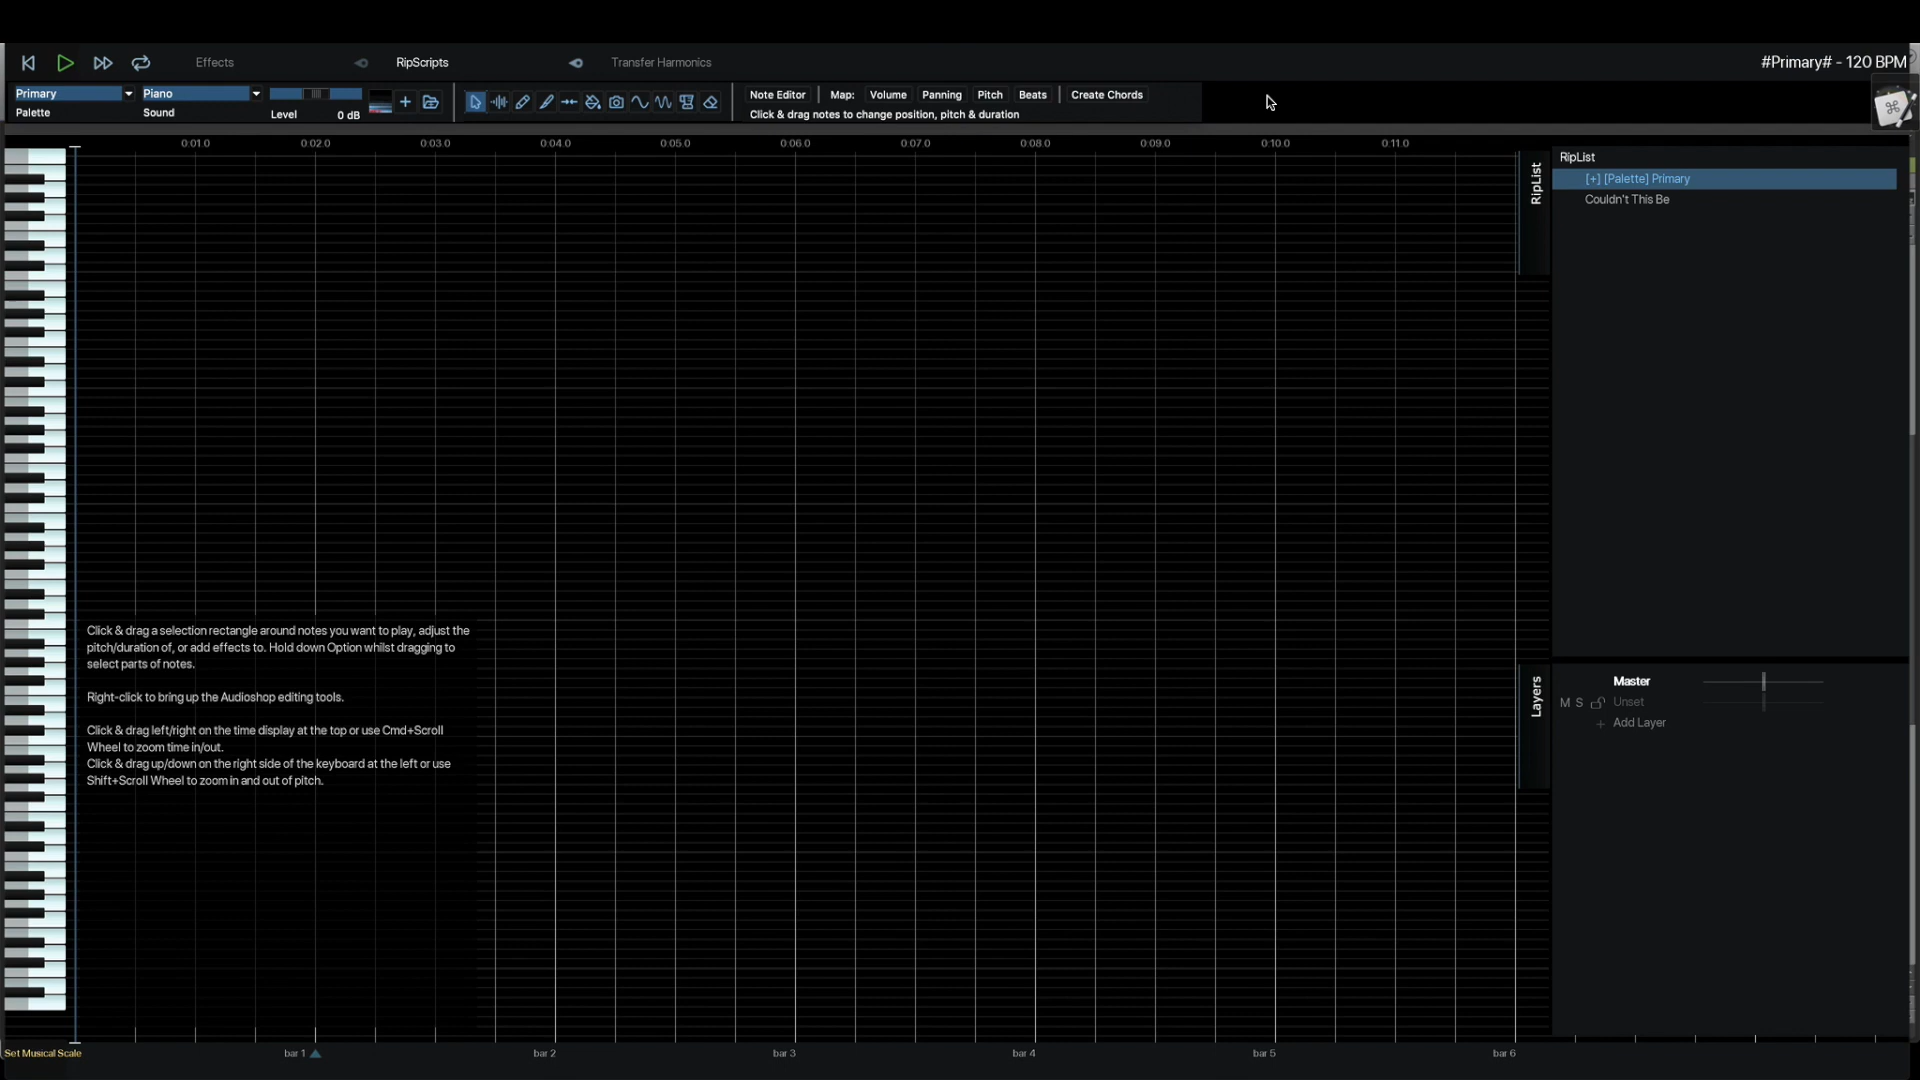 Effects
RipScripts
Transfer Harmonics
#Primary# - 120 BPM
Primary
Piano
Palette
Sound
Level
0 dB
Note Editor
Map:
Volume
Panning
Pitch
Beats
Create Chords
Click & drag notes to change position, pitch & duration
0:01.0
0:02.0
0:03.0
0:04.0
0:05.0
0:06.0
0:07.0
0:08.0
0:09.0
0:10.0
0:11.0
RipList
RipList
[+] [Palette] Primary
Couldn't This Be
Click & drag a selection rectangle around notes you want to play, adjust the
pitch/duration of, or add effects to. Hold down Option whilst dragging to
select parts of notes.
Right-click to bring up the Audioshop editing tools.
Click & drag left/right on the time display at the top or use Cmd+Scroll
Wheel to zoom time in/out.
Click & drag up/down on the right side of the keyboard at the left or use
Shift+Scroll Wheel to zoom in and out of pitch.
Layers
Master
M S Unset
+ Add Layer
Set Musical Scale
bar 1
bar 2
bar 3
bar 4
bar 5
bar 6